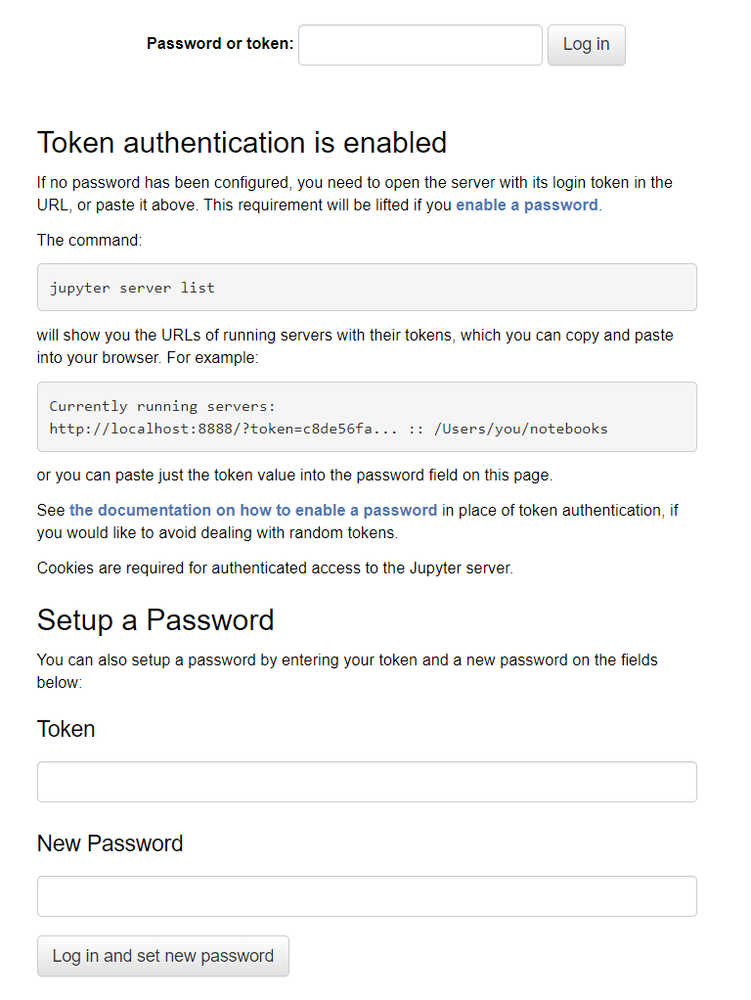 Password or token: Log in
Token authentication is enabled
If no password has been configured, you need to open the server with its login token in the
URL, or paste it above. This requirement will be lifted if you enable a password.
The command:
jupyter server list
will show you the URLs of running servers with their tokens, which you can copy and paste
into your browser. For example:
Currently running servers:
http://localhost:8888/?token=c8de56fa... :: /Users/you/notebooks
or you can paste just the token value into the password field on this page.
See the documentation on how to enable a password in place of token authentication, if
you would like to avoid dealing with random tokens.
Cookies are required for authenticated access to the Jupyter server.
Setup a Password
You can also setup a password by entering your token and a new password on the fields
below:
Token
New Password
Log in and set new password